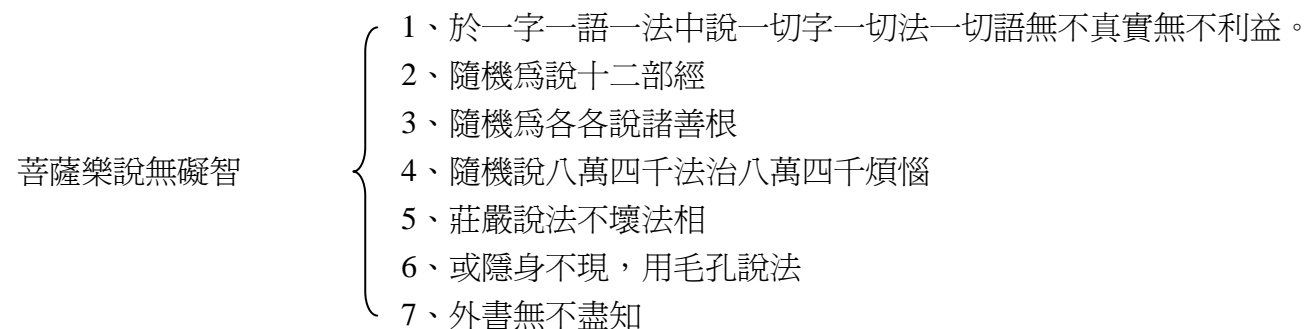 1、於一字一語一法中說一切字一切法一切語無不真實無不利益。
2、隨機爲說十二部經
3、隨機爲各各說諸善根
菩薩樂說無礙智
4、隨機說八萬四千法治八萬四千煩惱
5、莊嚴說法不壞法相
6、或隱身不現，用毛孔說法
7、外書無不盡知